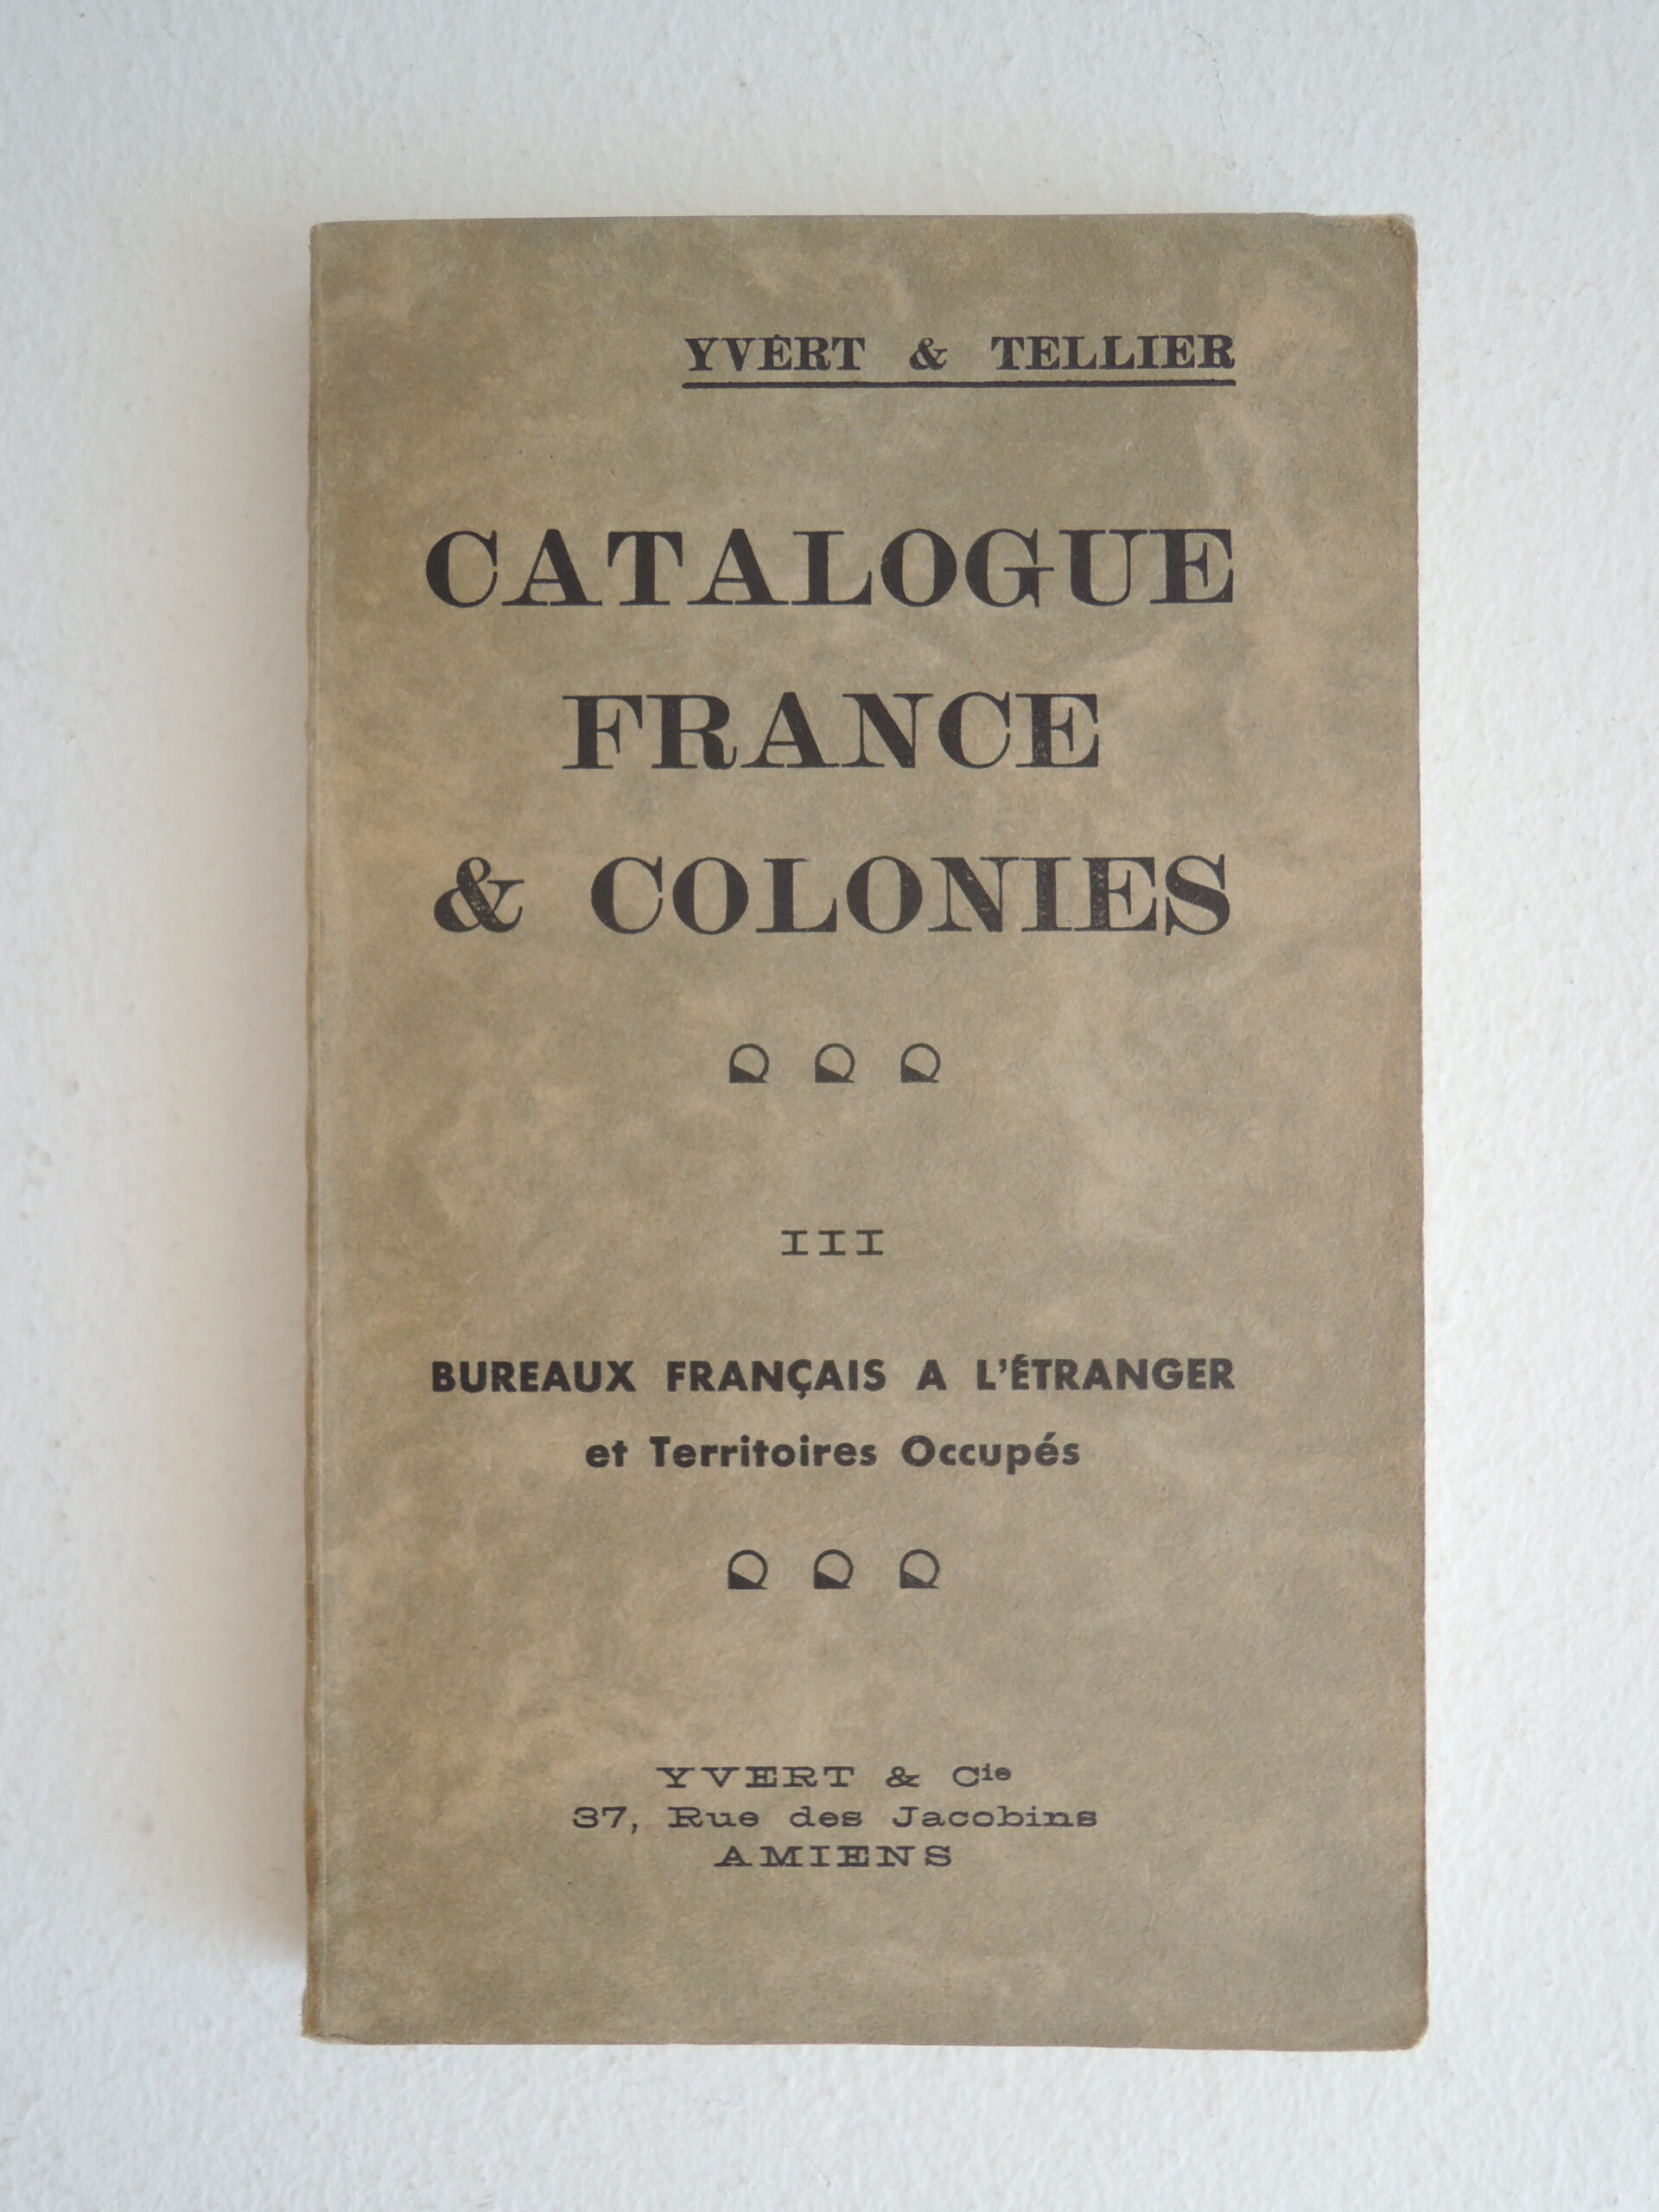 YVERT & TELLIER
CATALOGUE
FRANCE
& COLONIES
III
BUREAUX FRANÇAIS A L'ÉTRANGER
et Territoires Occupés
YVERT & Cie
37, Rue des Jacobins
AMIENS